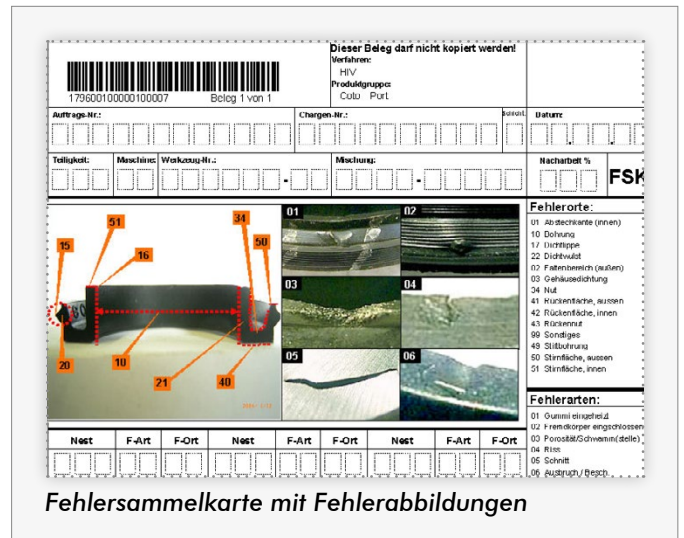 Dieser Beleg darf nicht kopiert werden!
Verfahren:
HIV
Produktgruppe:
Coto Port
179600100000100007 Beleg 1 von 1
Auftrags-Nr.: Chargen-Nr.: Schicht: Datum:
Teiligkeit: Maschine: Werkzeug-Nr.: Mischung: Nacharbeit %
FSK
51
34
15
16
50
10
20
21
40
01
02
03
04
05
06
Fehlerorte:
01 Abstechkante (innen)
10 Bohrung
17 Dichtlippe
22 Dichtwulst
02 Faltenbereich (außen)
03 Gehäusedichtung
34 Nut
41 Rückenfläche, aussen
42 Rückenfläche, innen
43 Rückennut
99 Sonstiges
49 Stiftbohrung
50 Stirnfläche, aussen
51 Stirnfläche, innen
Fehlerarten:
01 Gummi eingeheizt
02 Fremdkörper eingeschlossen
03 Porosität/Schwamm(stelle)
04 Riss
05 Schnitt
06 Ausbruch / Besch.
Nest F-Art F-Ort Nest F-Art F-Ort Nest F-Art F-Ort
Fehlersammelkarte mit Fehlerabbildungen